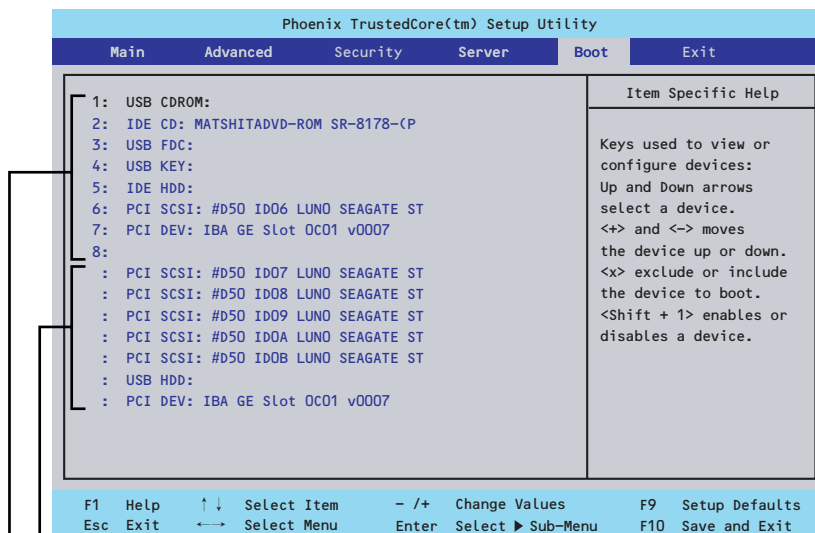 Phoenix TrustedCore(tm) Setup Utility
Main Advanced Security Server Boot Exit
1: USB CDROM:
2: IDE CD: MATSHITADVD-ROM SR-8178-(P
3: USB FDC:
4: USB KEY:
5: IDE HDD:
6: PCI SCSI: #D50 ID06 LUN0 SEAGATE ST
7: PCI DEV: IBA GE Slot 0C01 v0007
8:
: PCI SCSI: #D50 ID07 LUN0 SEAGATE ST
: PCI SCSI: #D50 ID08 LUN0 SEAGATE ST
: PCI SCSI: #D50 ID09 LUN0 SEAGATE ST
: PCI SCSI: #D50 ID0A LUN0 SEAGATE ST
: PCI SCSI: #D50 ID0B LUN0 SEAGATE ST
: USB HDD:
: PCI DEV: IBA GE Slot 0C01 v0007
Item Specific Help
Keys used to view or
configure devices:
Up and Down arrows
select a device.
<+> and <-> moves
the device up or down.
<x> exclude or include
the device to boot.
<Shift + 1> enables or
disables a device.
F1 Help ↑↓ Select Item - /+ Change Values F9 Setup Defaults
Esc Exit ←→ Select Menu Enter Select ▶ Sub-Menu F10 Save and Exit